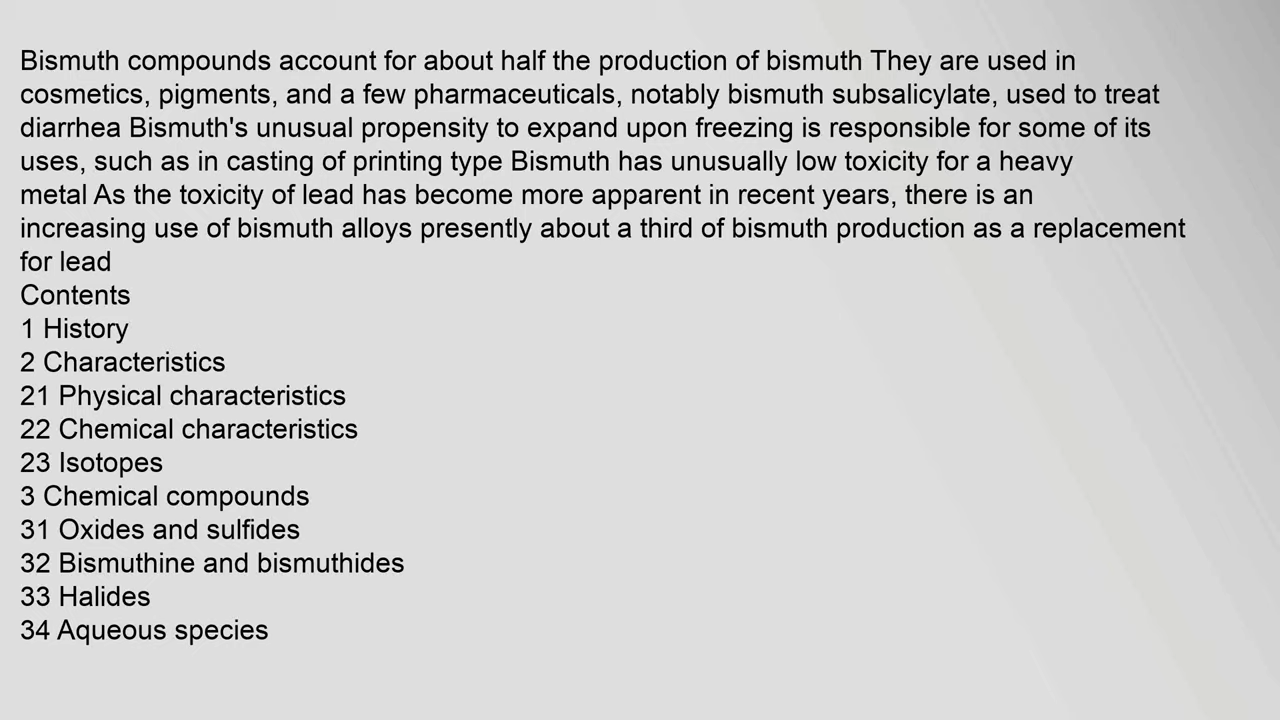 Bismuth compounds account for about half the production of bismuth They are used in
cosmetics, pigments, and a few pharmaceuticals, notably bismuth subsalicylate, used to treat
diarrhea Bismuth's unusual propensity to expand upon freezing is responsible for some of its
uses, such as in casting of printing type Bismuth has unusually low toxicity for a heavy
metal As the toxicity of lead has become more apparent in recent years, there is an
increasing use of bismuth alloys presently about a third of bismuth production as a replacement
for lead
Contents
1 History
2 Characteristics
21 Physical characteristics
22 Chemical characteristics
23 Isotopes
3 Chemical compounds
31 Oxides and sulfides
32 Bismuthine and bismuthides
33 Halides
34 Aqueous species